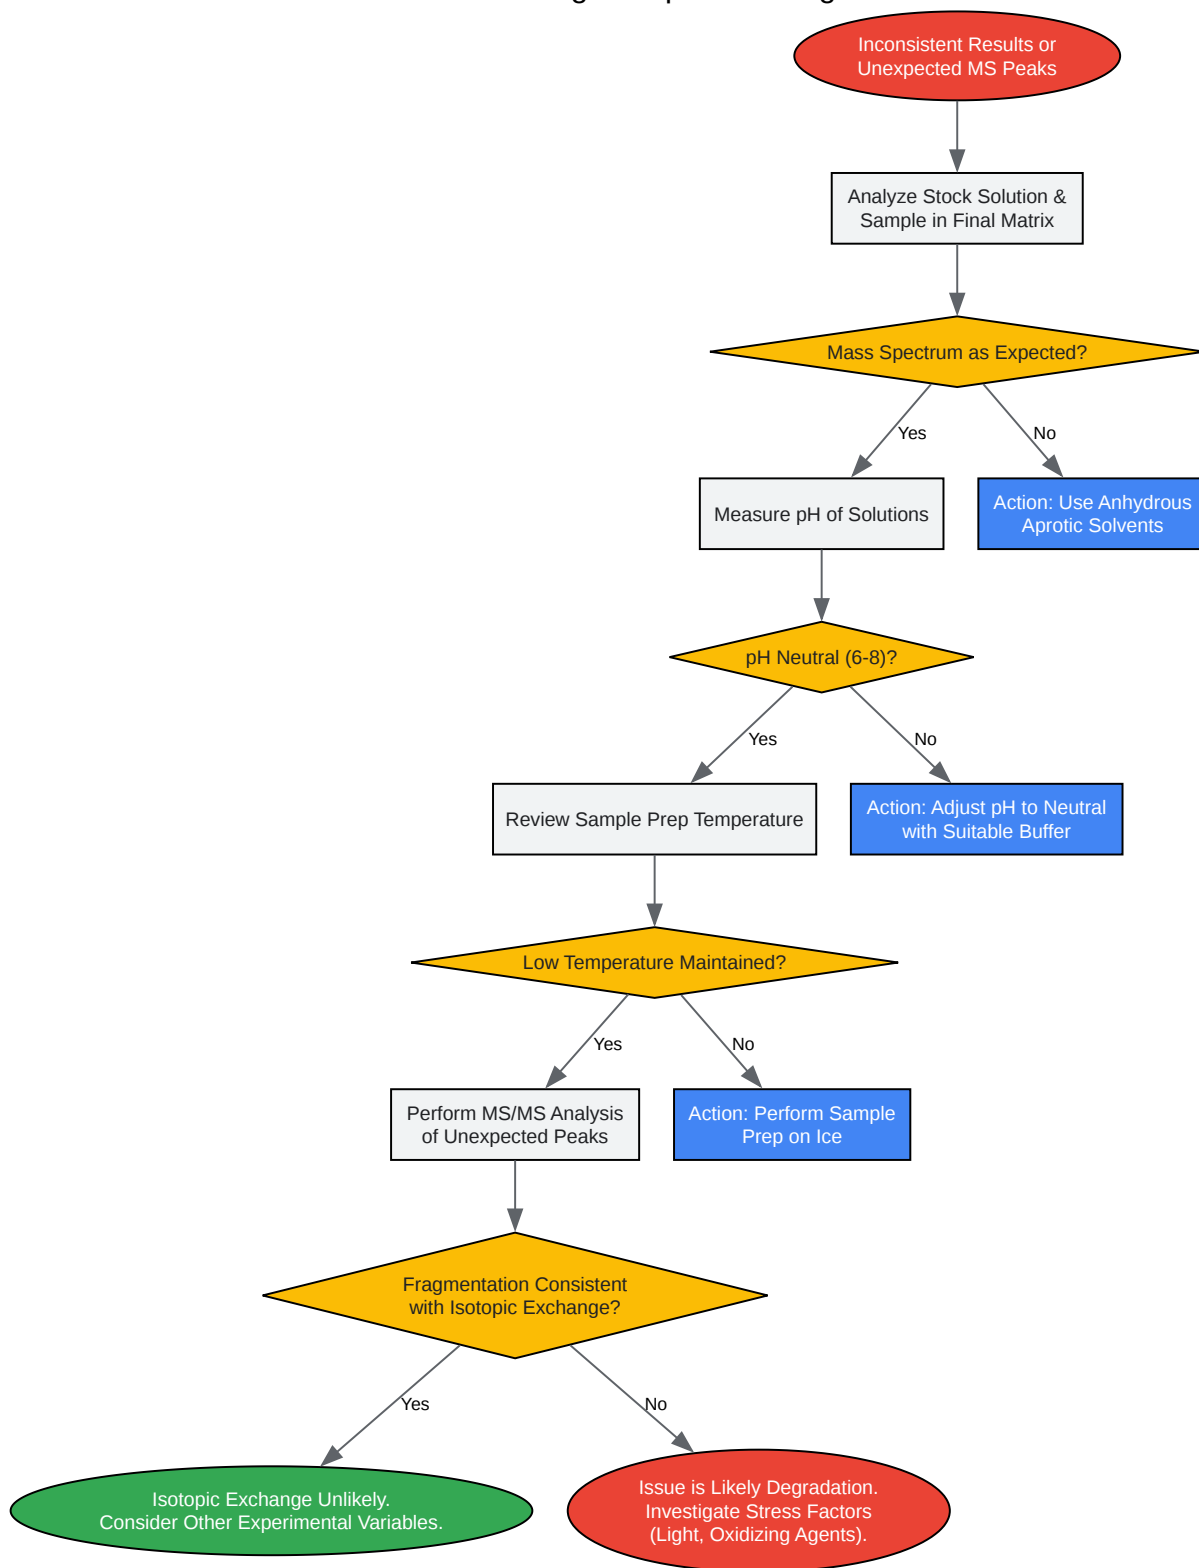 Inconsistent Results or
Unexpected MS Peaks
Analyze Stock Solution &
Sample in Final Matrix
Mass Spectrum as Expected?
Yes
No
Measure pH of Solutions
Action: Use Anhydrous
Aprotic Solvents
pH Neutral (6-8)?
Yes
No
Review Sample Prep Temperature
Action: Adjust pH to Neutral
with Suitable Buffer
Low Temperature Maintained?
Yes
No
Perform MS/MS Analysis
of Unexpected Peaks
Action: Perform Sample
Prep on Ice
Fragmentation Consistent
with Isotopic Exchange?
Yes
No
Isotopic Exchange Unlikely.
Consider Other Experimental Variables.
Issue is Likely Degradation.
Investigate Stress Factors
(Light, Oxidizing Agents).